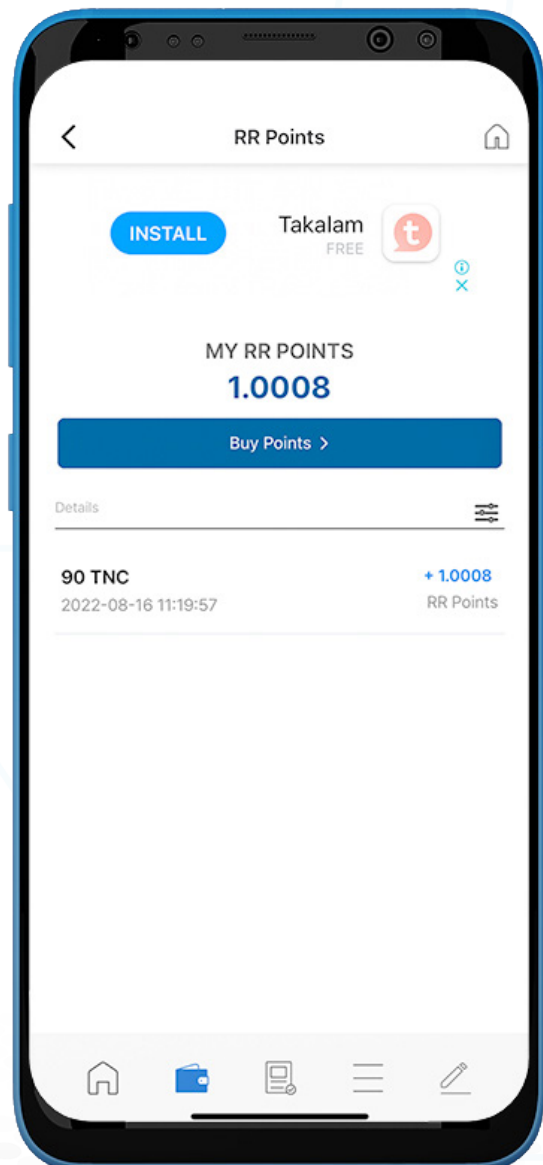 RR Points
INSTALL
Takalam
FREE
t
MY RR POINTS
1.0008
Buy Points >
Details
90 TNC
+ 1.0008
2022-08-16 11:19:57
RR Points